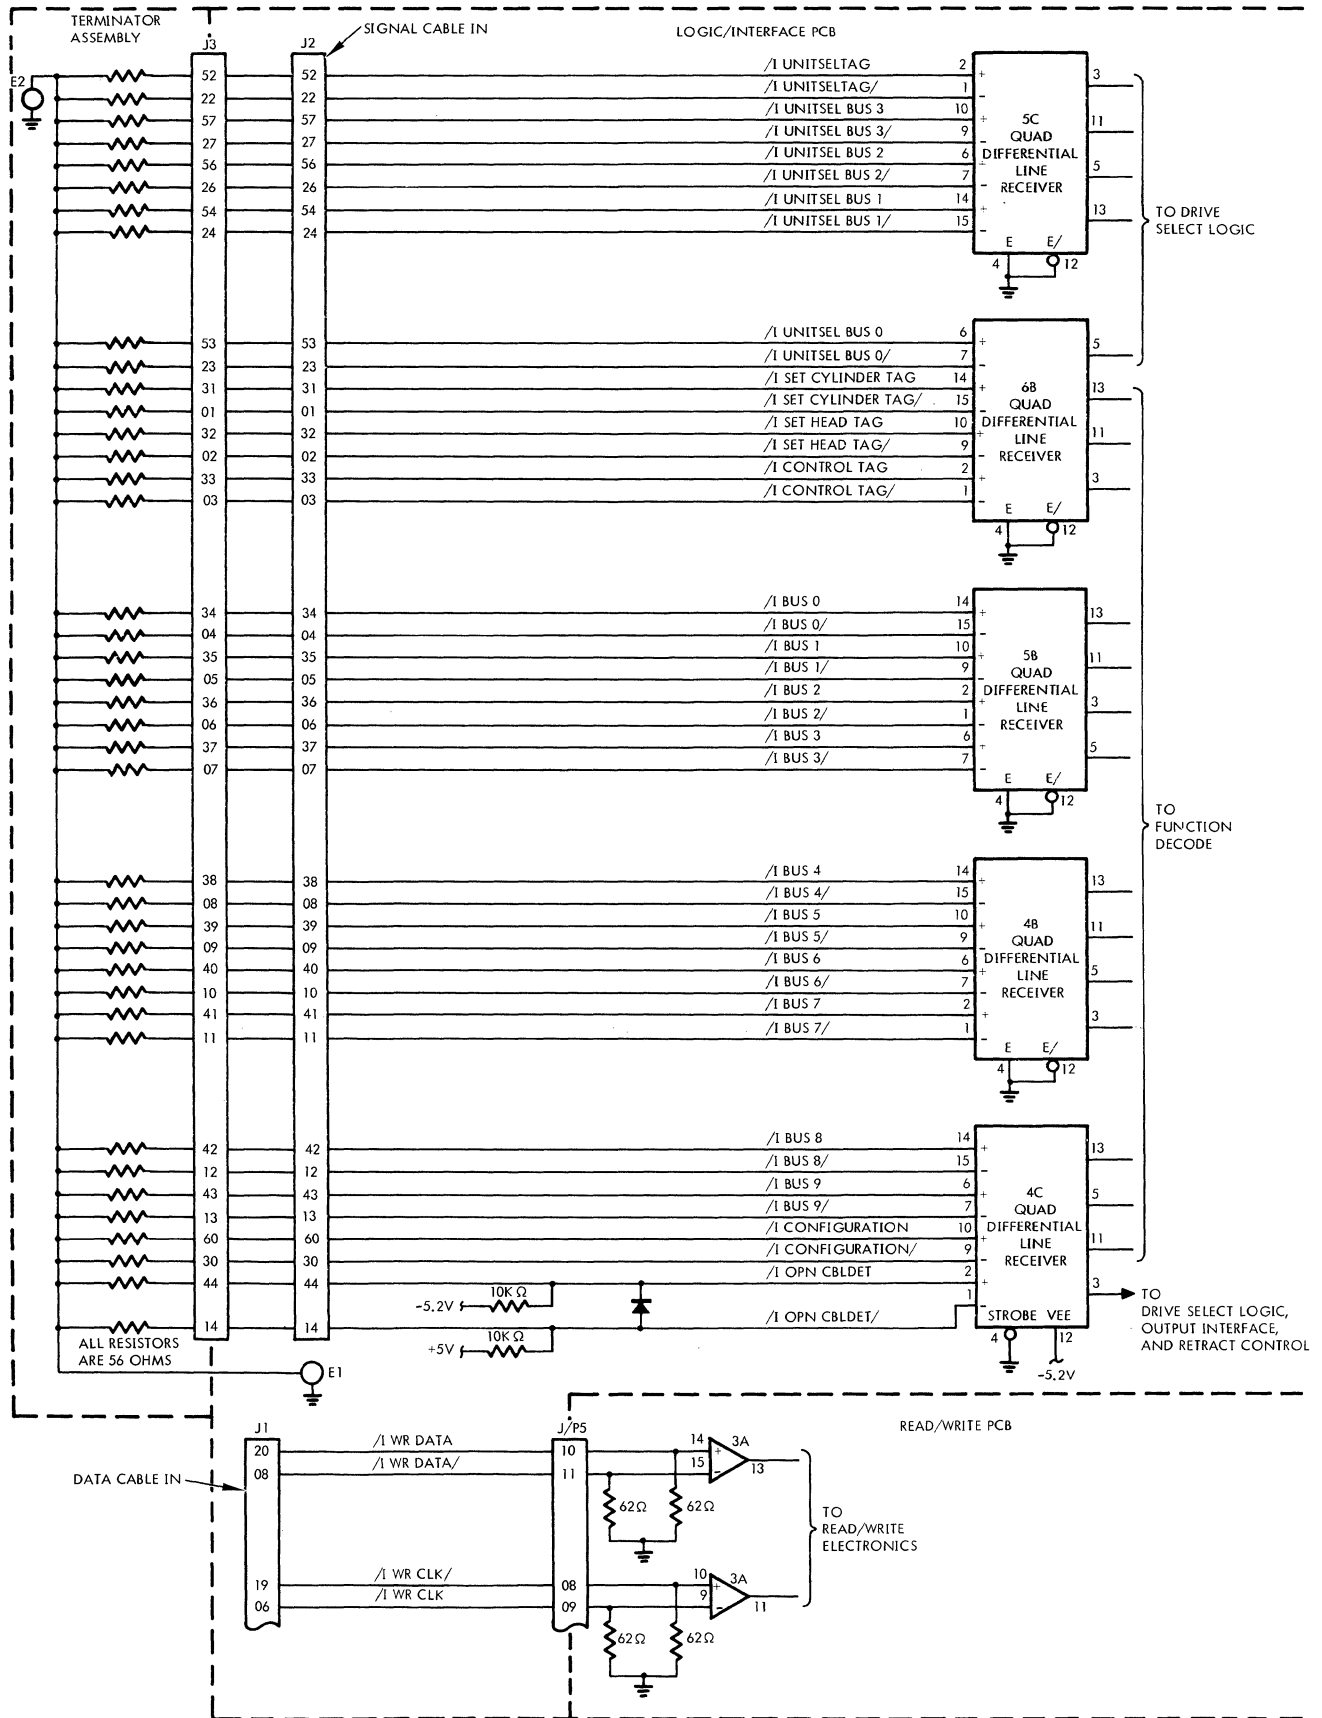 TERMINATOR
ASSEMBLY
J3
J2
SIGNAL CABLE IN
LOGIC/INTERFACE PCB
E2
52 52 /I UNITSELTAG 2 + 3
22 22 /I UNITSELTAG/ 1 -
57 57 /I UNITSEL BUS 3 10 + 11
27 27 /I UNITSEL BUS 3/ 9 -
56 56 /I UNITSEL BUS 2 6 + 5
26 26 /I UNITSEL BUS 2/ 7 -
54 54 /I UNITSEL BUS 1 14 + 13
24 24 /I UNITSEL BUS 1/ 15 -
5C
QUAD
DIFFERENTIAL
LINE
RECEIVER
E E/
4 12
TO DRIVE
SELECT LOGIC
53 53 /I UNITSEL BUS 0 6 + 5
23 23 /I UNITSEL BUS 0/ 7 -
31 31 /I SET CYLINDER TAG 14 + 13
01 01 /I SET CYLINDER TAG/ 15 -
32 32 /I SET HEAD TAG 10 + 11
02 02 /I SET HEAD TAG/ 9 -
33 33 /I CONTROL TAG 2 + 3
03 03 /I CONTROL TAG/ 1 -
6B
QUAD
DIFFERENTIAL
LINE
RECEIVER
E E/
4 12
34 34 /I BUS 0 14 + 13
04 04 /I BUS 0/ 15 -
35 35 /I BUS 1 10 + 11
05 05 /I BUS 1/ 9 -
36 36 /I BUS 2 2 + 3
06 06 /I BUS 2/ 1 -
37 37 /I BUS 3 6 + 5
07 07 /I BUS 3/ 7 -
5B
QUAD
DIFFERENTIAL
LINE
RECEIVER
E E/
4 12
TO
FUNCTION
DECODE
38 38 /I BUS 4 14 + 13
08 08 /I BUS 4/ 15 -
39 39 /I BUS 5 10 + 11
09 09 /I BUS 5/ 9 -
40 40 /I BUS 6 6 + 5
10 10 /I BUS 6/ 7 -
41 41 /I BUS 7 2 + 3
11 11 /I BUS 7/ 1 -
4B
QUAD
DIFFERENTIAL
LINE
RECEIVER
E E/
4 12
42 42 /I BUS 8 14 + 13
12 12 /I BUS 8/ 15 -
43 43 /I BUS 9 6 + 5
13 13 /I BUS 9/ 7 -
60 60 /I CONFIGURATION 10 + 11
30 30 /I CONFIGURATION/ 9 -
44 44 /I OPN CBLDET 2 + 3
14 14 /I OPN CBLDET/ 1 -
4C
QUAD
DIFFERENTIAL
LINE
RECEIVER
STROBE VEE
4 12
-5.2V
-5.2V 10K Ω
+5V 10K Ω
TO
DRIVE SELECT LOGIC,
OUTPUT INTERFACE,
AND RETRACT CONTROL
ALL RESISTORS
ARE 56 OHMS
E1
READ/WRITE PCB
J1
J/P5
DATA CABLE IN
20 /I WR DATA 10 14 + 3A
08 /I WR DATA/ 11 15 - 13
62Ω 62Ω
TO
READ/WRITE
ELECTRONICS
19 /I WR CLK/ 08 10 + 3A
06 /I WR CLK 09 9 - 11
62Ω 62Ω